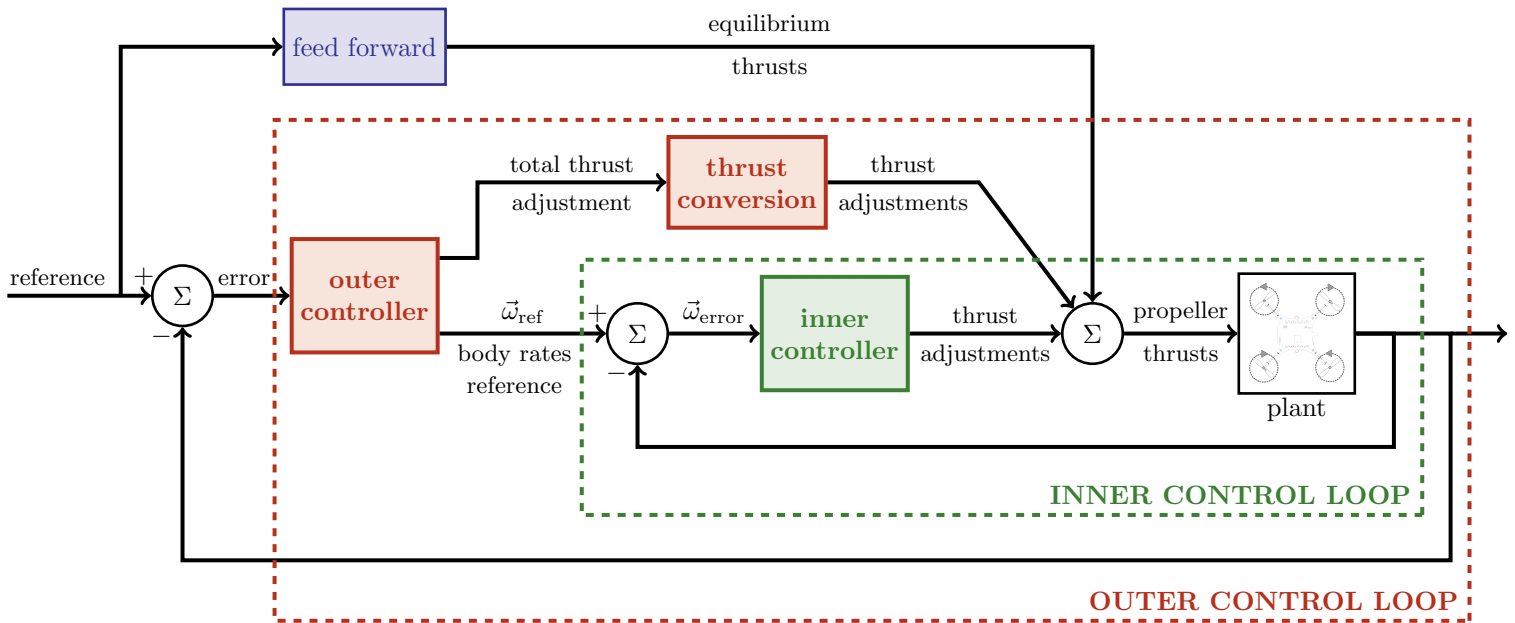 equilibrium
feed forward
thrusts
total thrust
adjustment
thrust
conversion
thrust
adjustments
reference
+
Σ
−
error
outer
controller
ω⃗ref
body rates
reference
+
Σ
−
ω⃗error
inner
controller
thrust
adjustments
Σ
propeller
thrusts
plant
INNER CONTROL LOOP
OUTER CONTROL LOOP